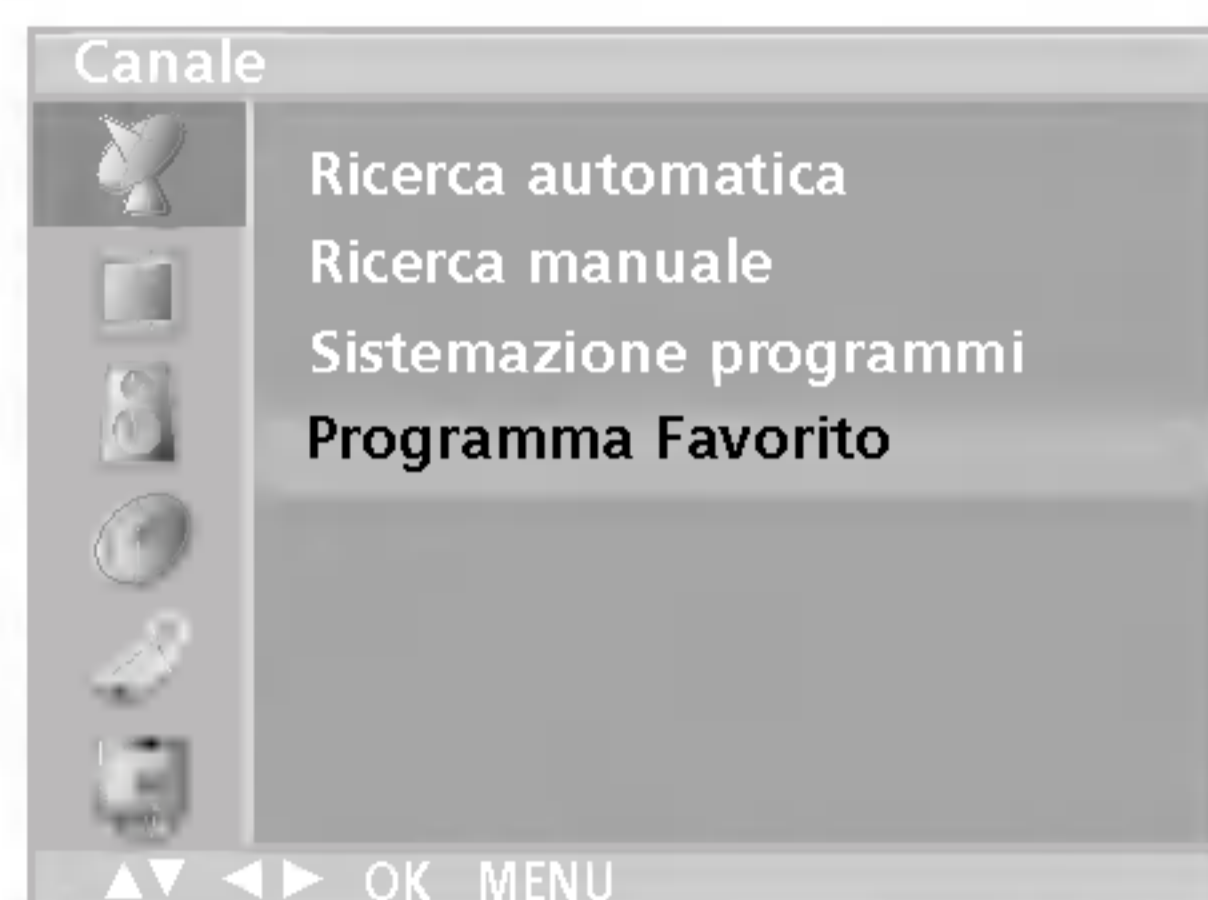 Canale
Ricerca automatica
Ricerca manuale
Sistemazione programmi
Programma Favorito
▲▼ ◀▶ OK MENU